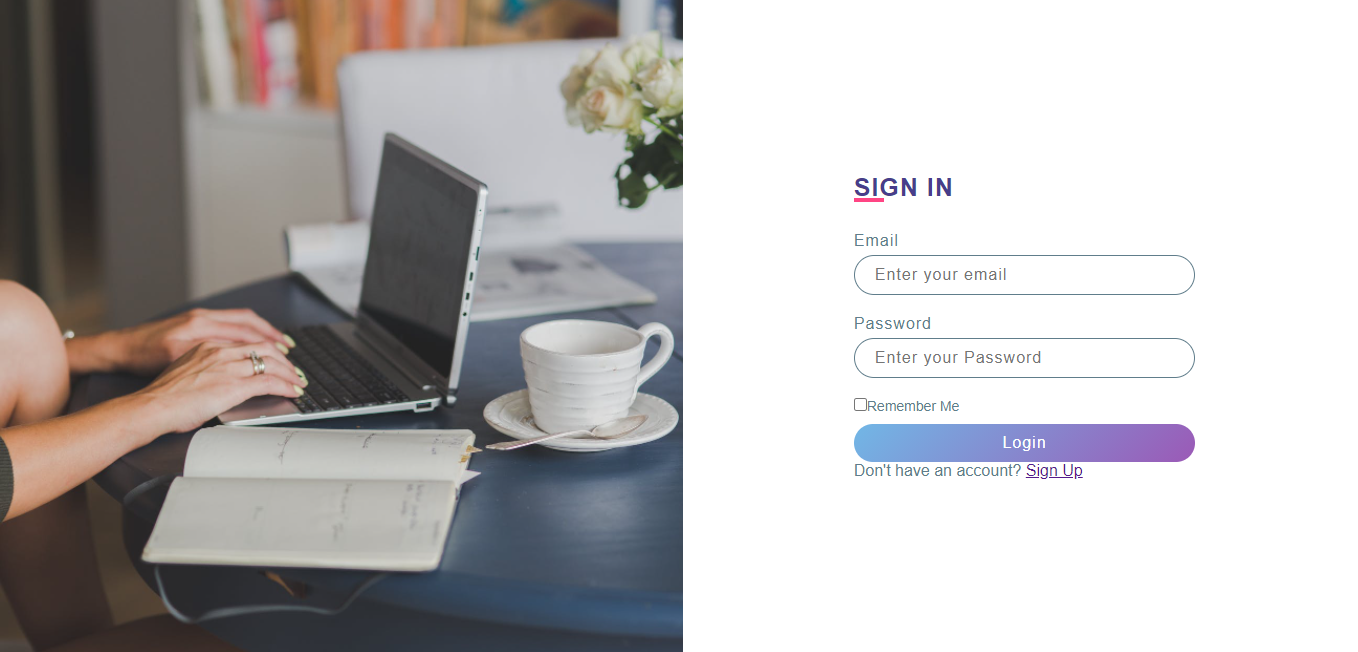 SIGN IN
Email
Enter your email
Password
Enter your Password
Remember Me
Login
Don't have an account? Sign Up